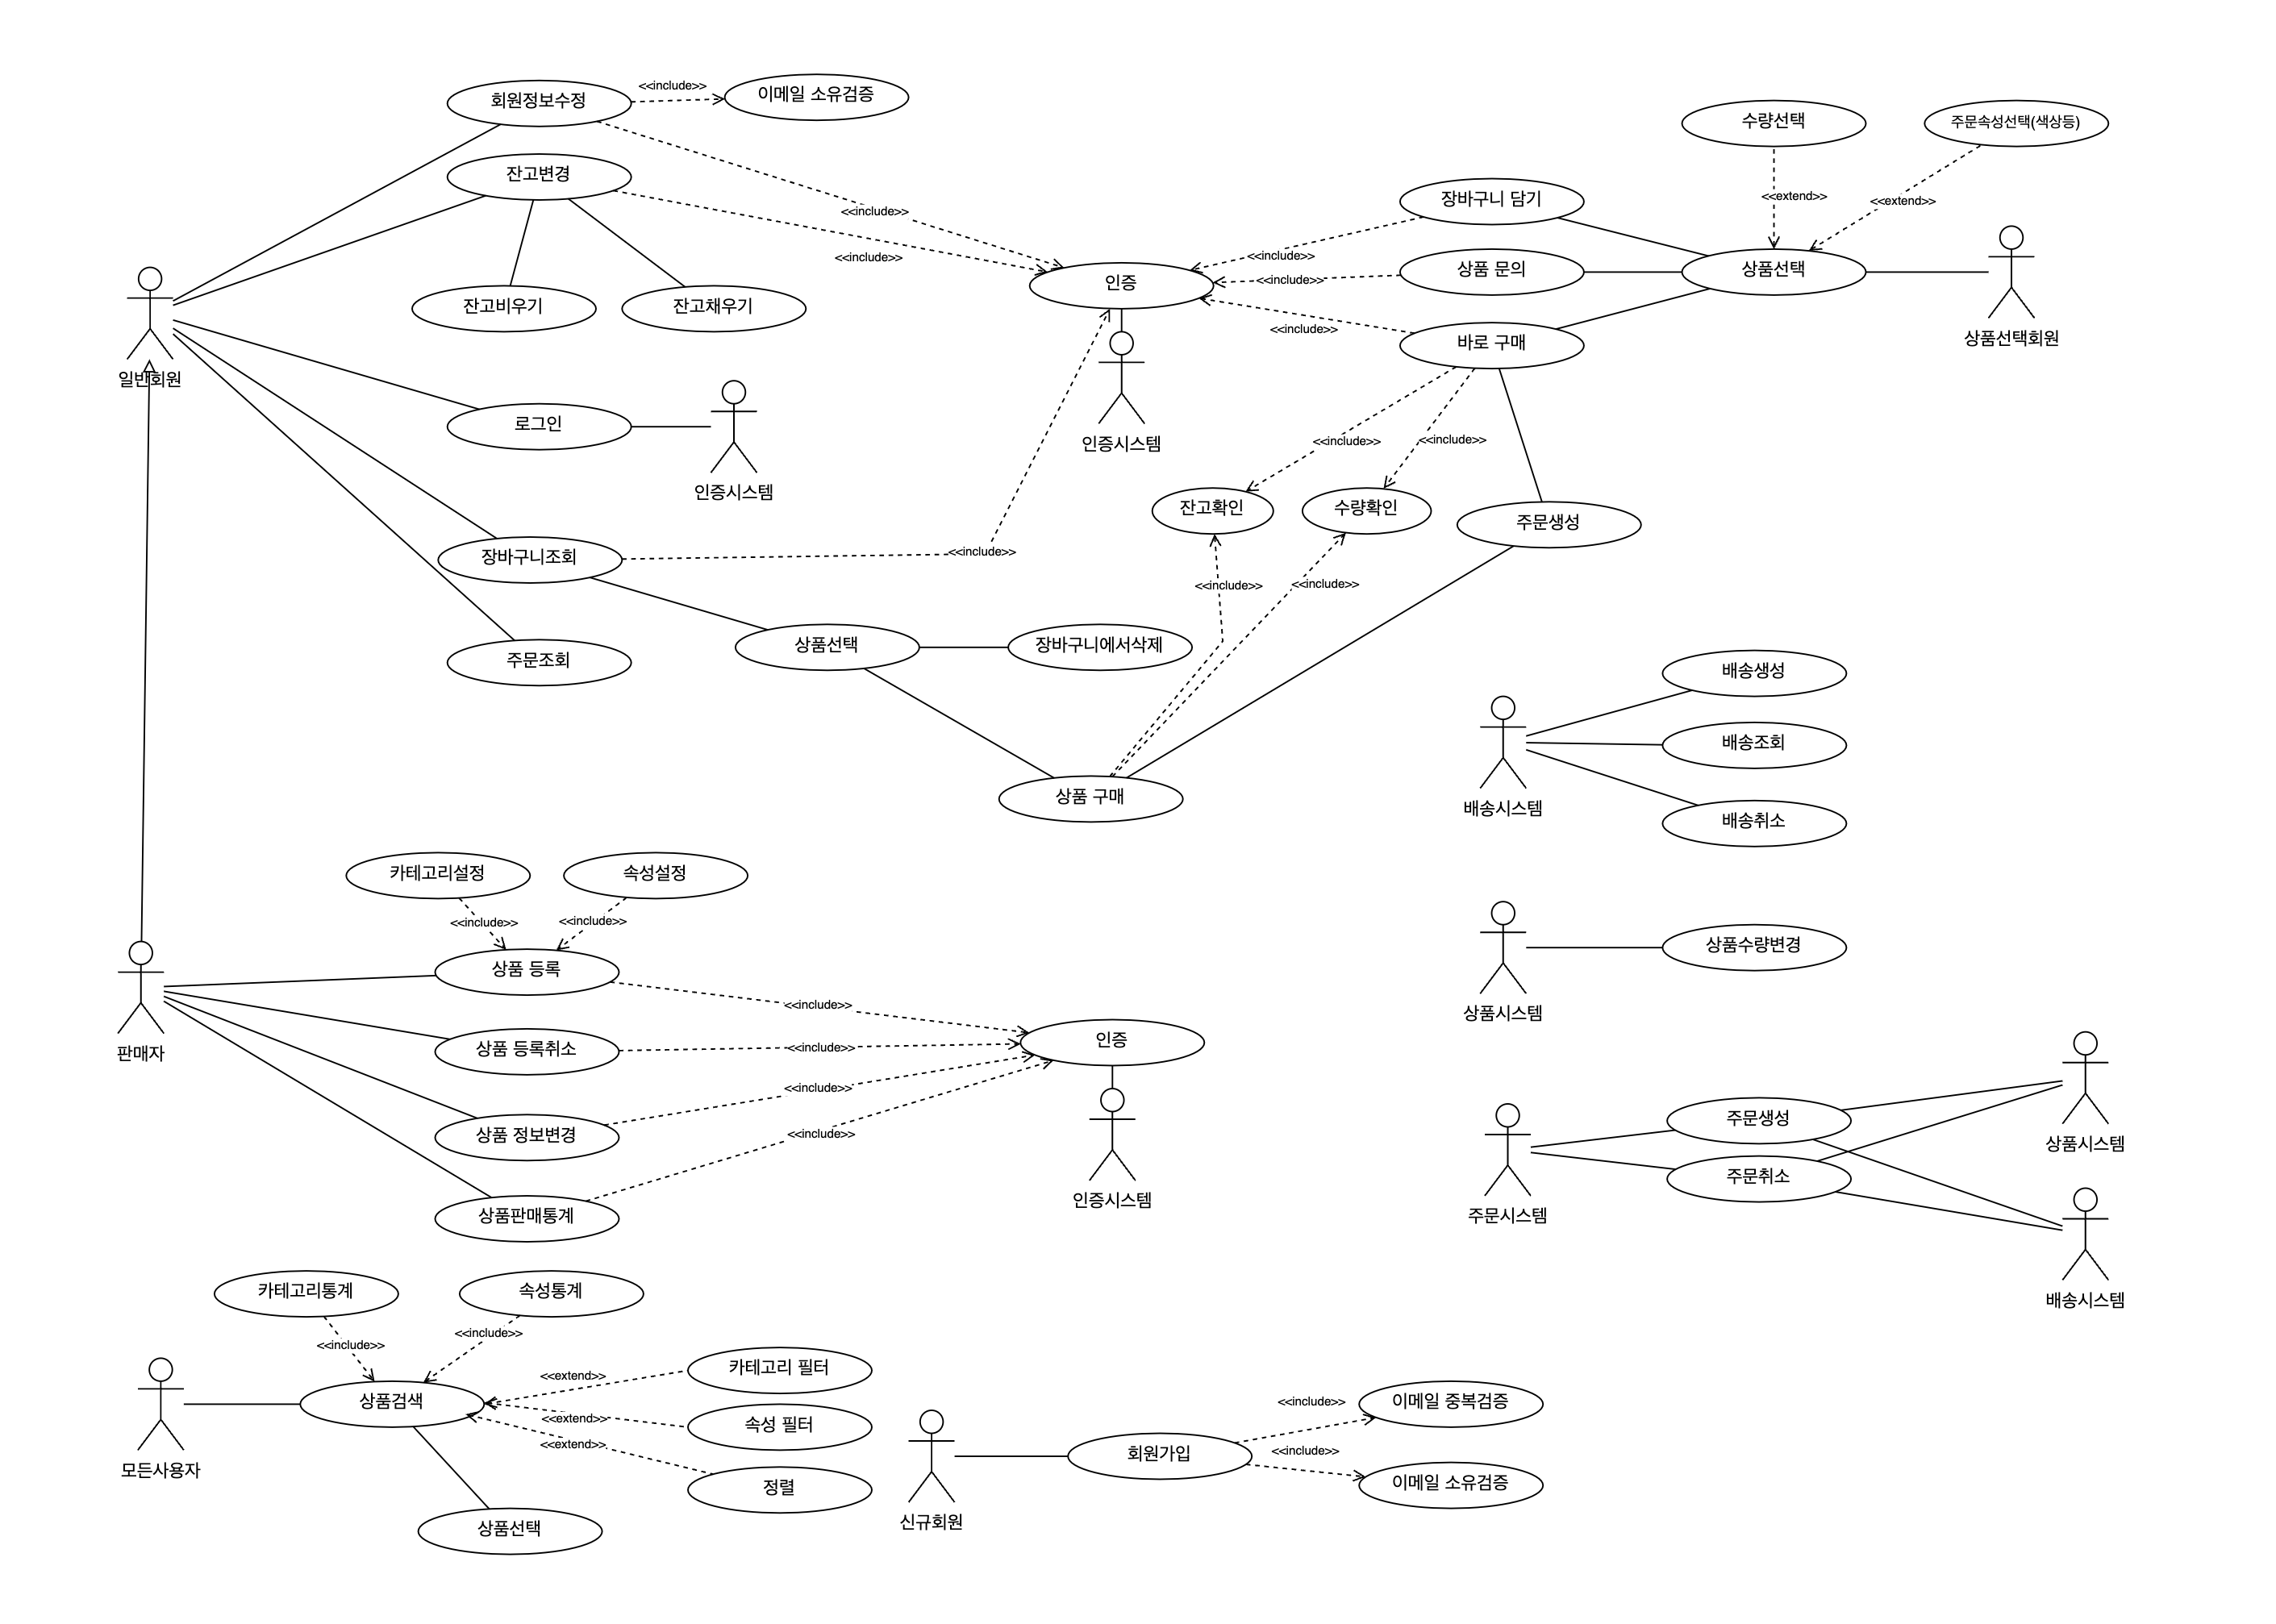 회원정보수정
<<include>>
이메일 소유검증
잔고변경
<<include>>
<<include>>
잔고비우기
잔고채우기
일반회원
로그인
인증시스템
장바구니조회
<<include>>
주문조회
상품선택
장바구니에서삭제
상품 구매
인증
인증시스템
<<include>>
<<include>>
<<include>>
장바구니 담기
상품 문의
바로 구매
수량선택
주문속성선택(색상등)
<<extend>>
<<extend>>
상품선택
상품선택회원
<<include>>
<<include>>
잔고확인
수량확인
주문생성
<<include>>
<<include>>
배송생성
배송조회
배송취소
배송시스템
카테고리설정
속성설정
<<include>>
<<include>>
상품 등록
상품 등록취소
상품 정보변경
상품판매통계
판매자
<<include>>
<<include>>
<<include>>
<<include>>
인증
인증시스템
상품수량변경
상품시스템
주문생성
주문취소
주문시스템
상품시스템
배송시스템
카테고리통계
속성통계
<<include>>
<<include>>
상품검색
모든사용자
<<extend>>
<<extend>>
<<extend>>
카테고리 필터
속성 필터
정렬
상품선택
신규회원
회원가입
<<include>>
<<include>>
이메일 중복검증
이메일 소유검증